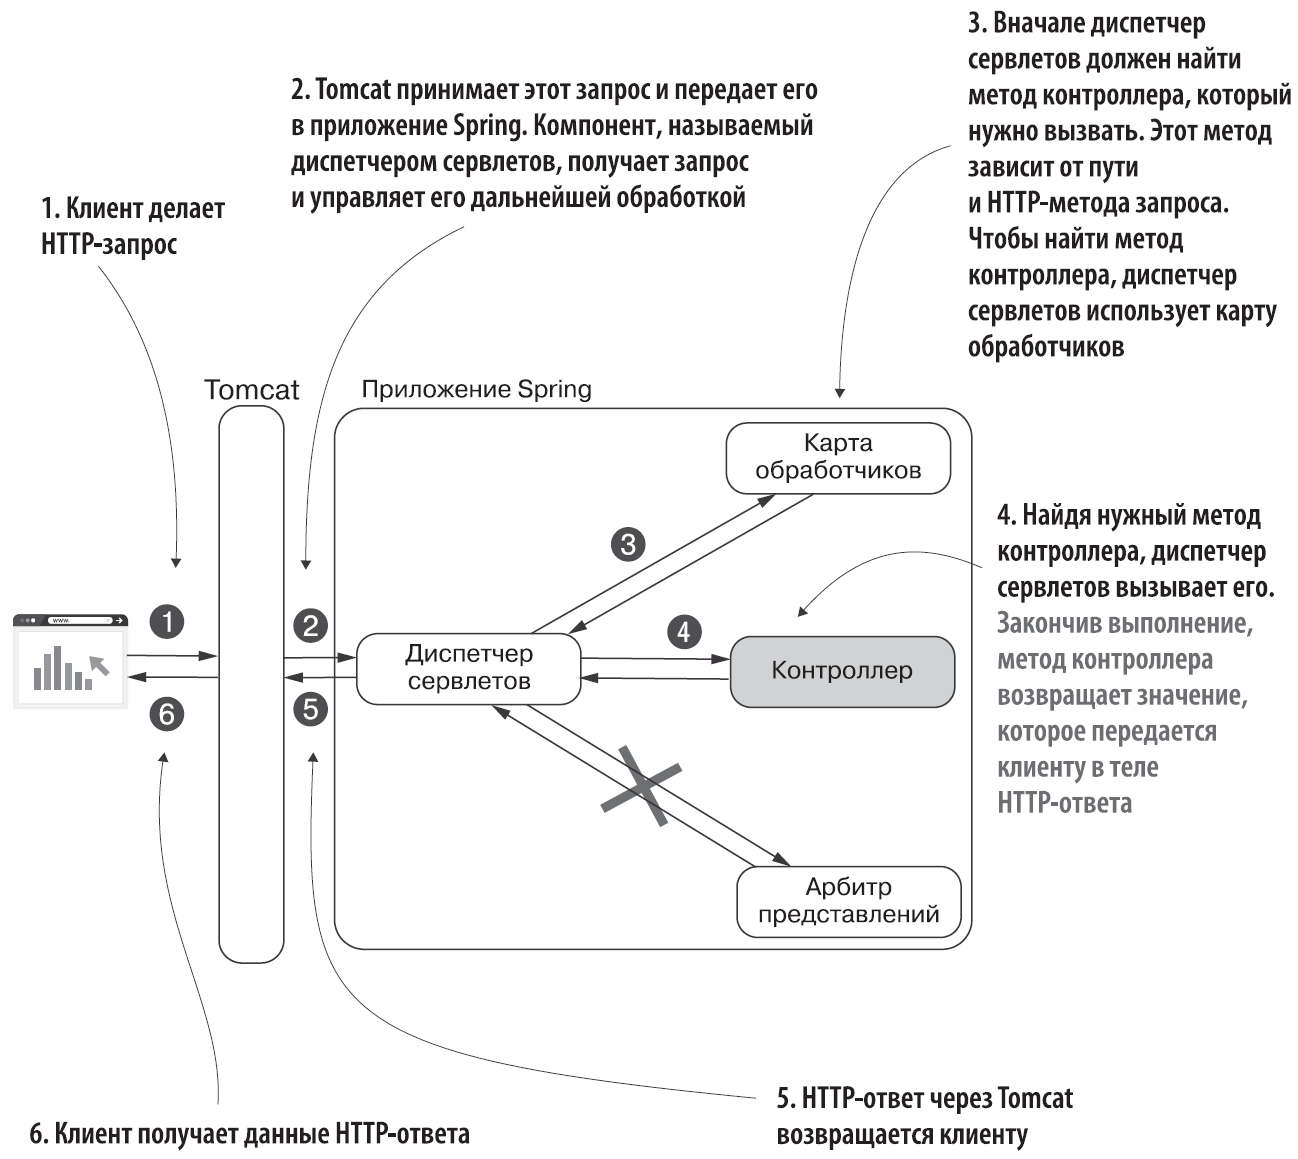 3. Вначале диспетчер
сервлетов должен найти
метод контроллера, который
нужно вызвать. Этот метод
зависит от пути
и HTTP-метода запроса.
Чтобы найти метод
контроллера, диспетчер
сервлетов использует карту
обработчиков
2. Tomcat принимает этот запрос и передает его
в приложение Spring. Компонент, называемый
диспетчером сервлетов, получает запрос
и управляет его дальнейшей обработкой
1. Клиент делает
HTTP-запрос
Tomcat
Приложение Spring
Карта
обработчиков
3
4. Найдя нужный метод
контроллера, диспетчер
сервлетов вызывает его.
Закончив выполнение,
метод контроллера
возвращает значение,
которое передается
клиенту в теле
HTTP-ответа
www.
1
2
4
Диспетчер
сервлетов
Контроллер
6
5
Арбитр
представлений
5. HTTP-ответ через Tomcat
возвращается клиенту
6. Клиент получает данные HTTP-ответа